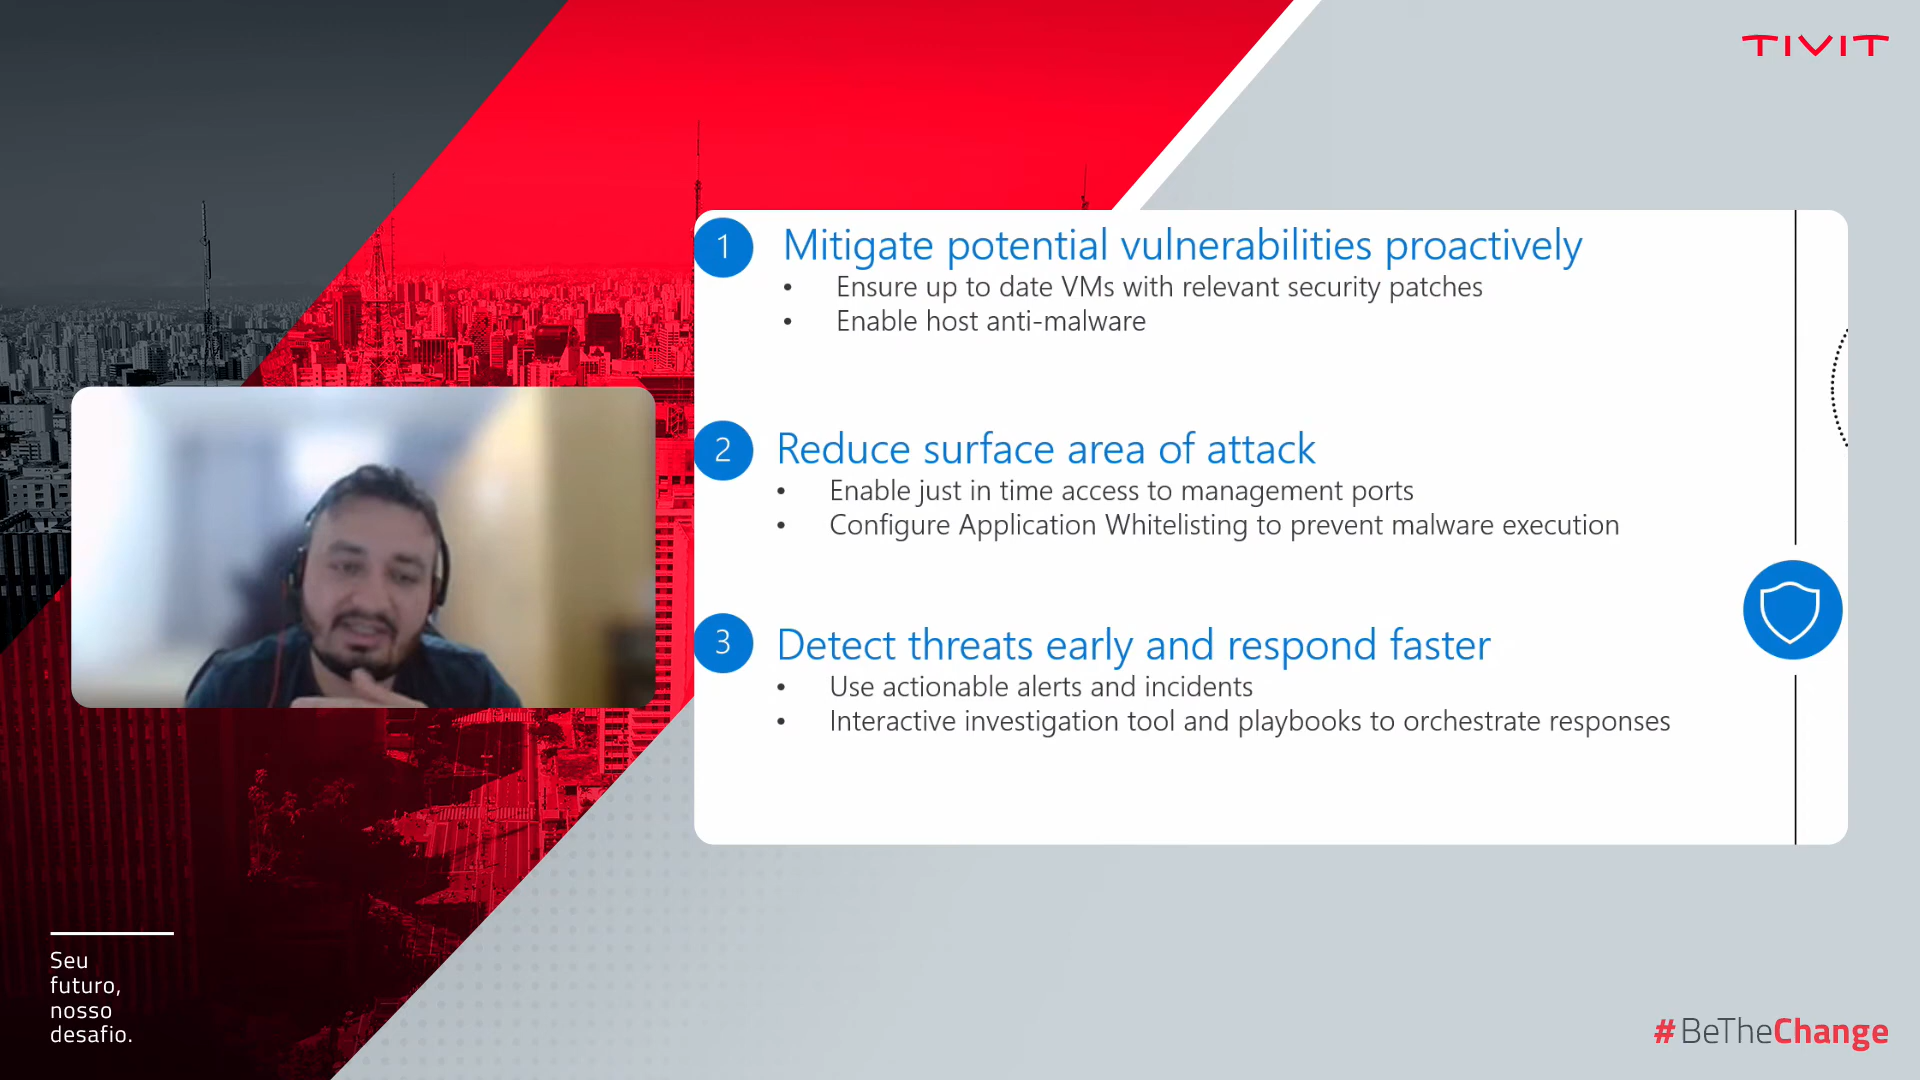 TIVIT
1 Mitigate potential vulnerabilities proactively
• Ensure up to date VMs with relevant security patches
• Enable host anti-malware
2 Reduce surface area of attack
• Enable just in time access to management ports
• Configure Application Whitelisting to prevent malware execution
3 Detect threats early and respond faster
• Use actionable alerts and incidents
• Interactive investigation tool and playbooks to orchestrate responses
Seu
futuro,
nosso
desafio.
#BeTheChange